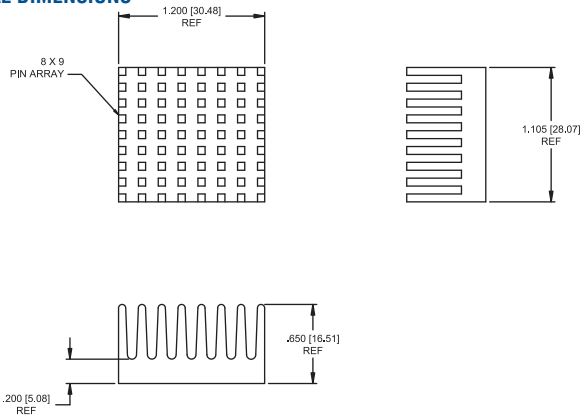 1.200 [30.48]
REF
8 X 9
PIN ARRAY
1.105 [28.07]
REF
.650 [16.51]
REF
.200 [5.08]
REF